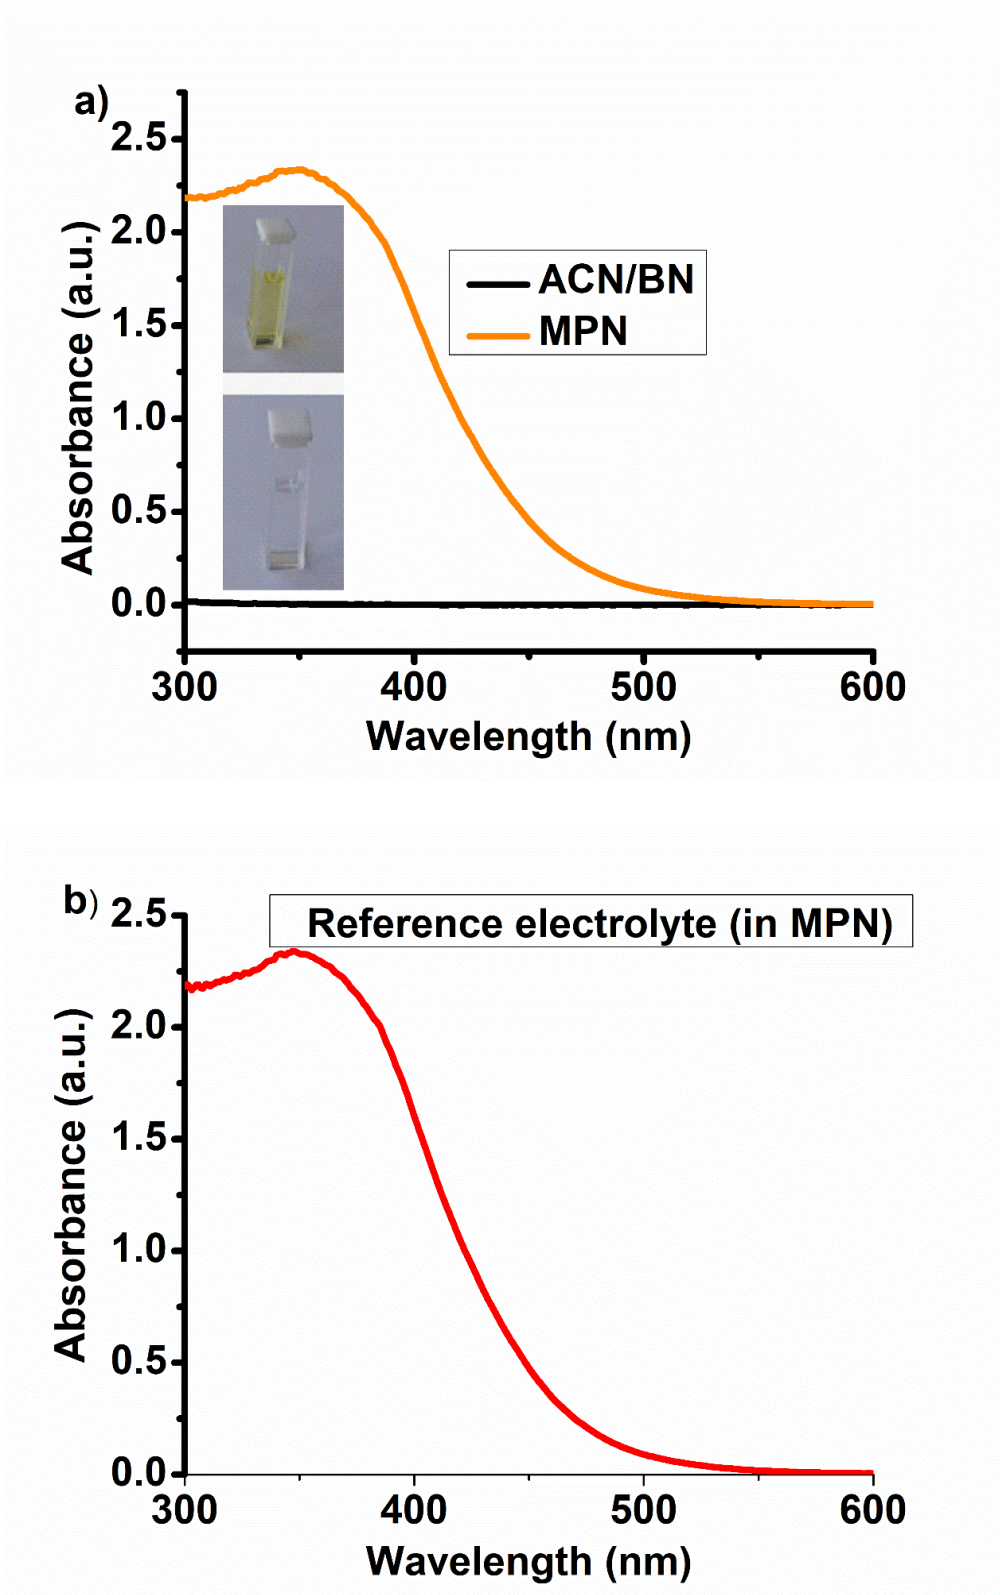 a)
2.5
2.0
1.5
1.0
0.5
0.0
Absorbance (a.u.)
ACN/BN
MPN
300 400 500 600
Wavelength (nm)
b)
Reference electrolyte (in MPN)
2.5
2.0
1.5
1.0
0.5
0.0
Absorbance (a.u.)
300 400 500 600
Wavelength (nm)